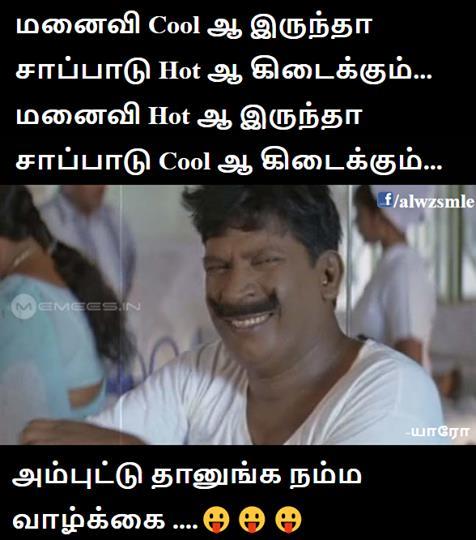 மனைவி Cool ஆ இருந்தா
சாப்பாடு Hot ஆ கிடைக்கும்...
மனைவி Hot ஆ இருந்தா
சாப்பாடு Cool ஆ கிடைக்கும்...
f/alwzsmle
MEMEES.IN
-யாரோ
அம்புட்டு தானுங்க நம்ம
வாழ்க்கை ....😛 😛 😛